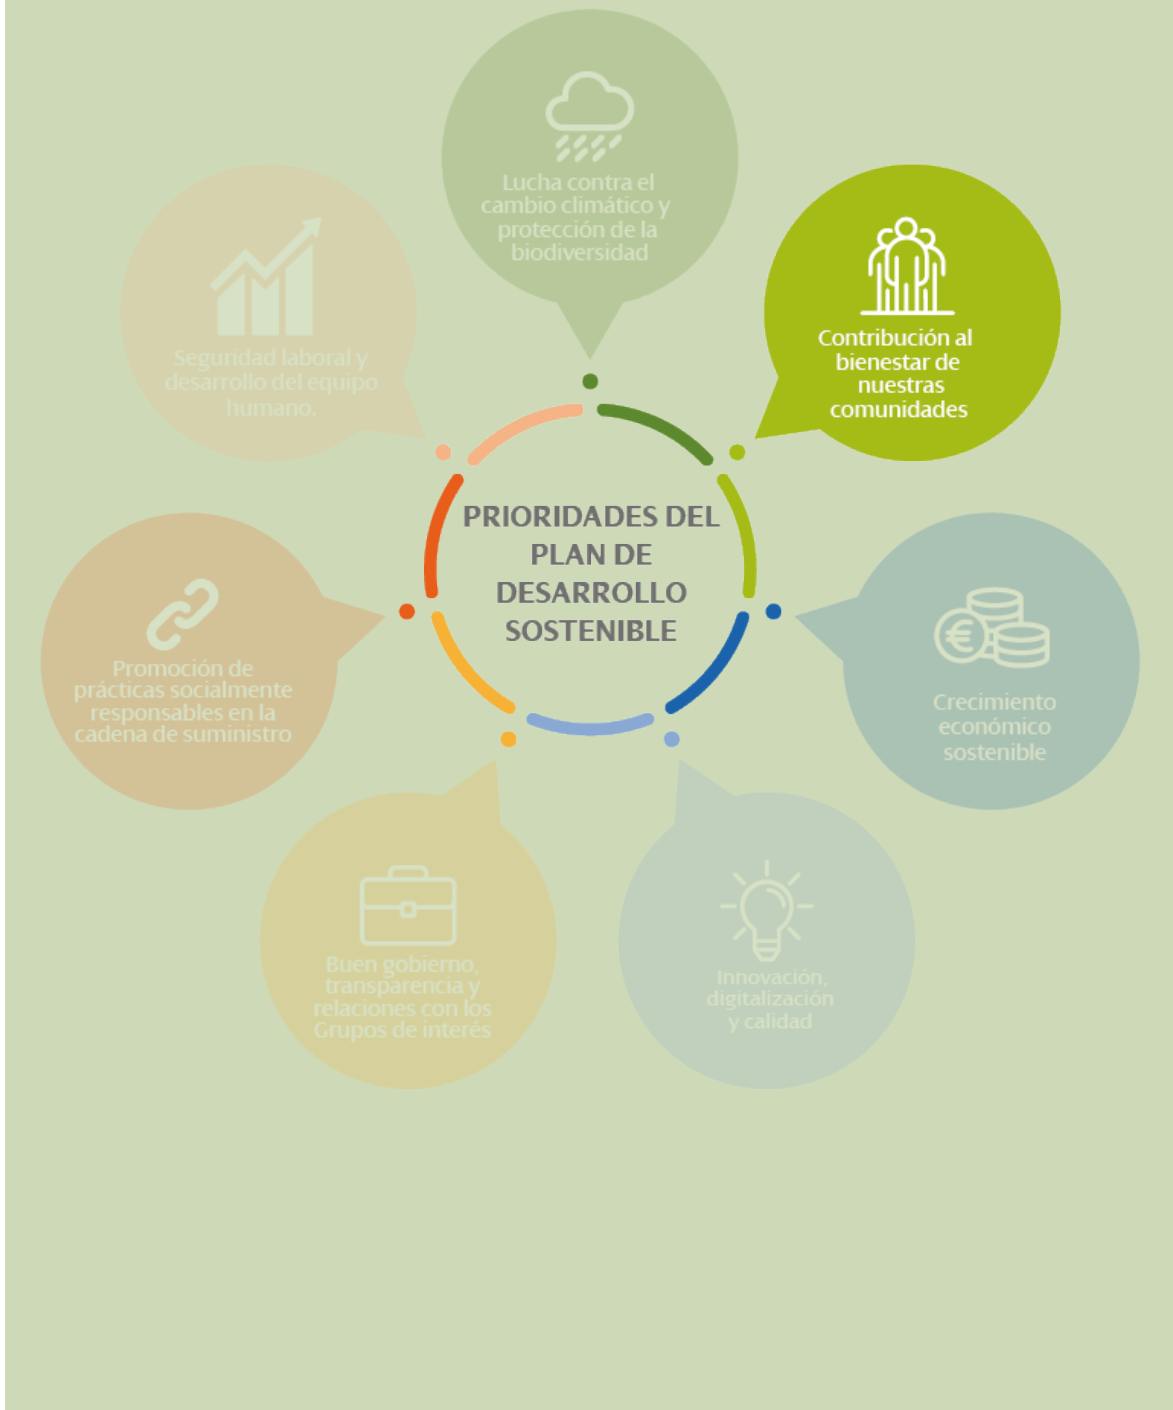 Lucha contra el
cambio climático y
protección de la
biodiversidad
Contribución al
bienestar de
nuestras
comunidades
Seguridad laboral y
desarrollo del equipo
humano.
PRIORIDADES DEL
PLAN DE
DESARROLLO
SOSTENIBLE
Promoción de
prácticas socialmente
responsables en la
cadena de suministro
€
Crecimiento
económico
sostenible
Buen gobierno,
transparencia y
relaciones con los
Grupos de interés
Innovación,
digitalización
y calidad